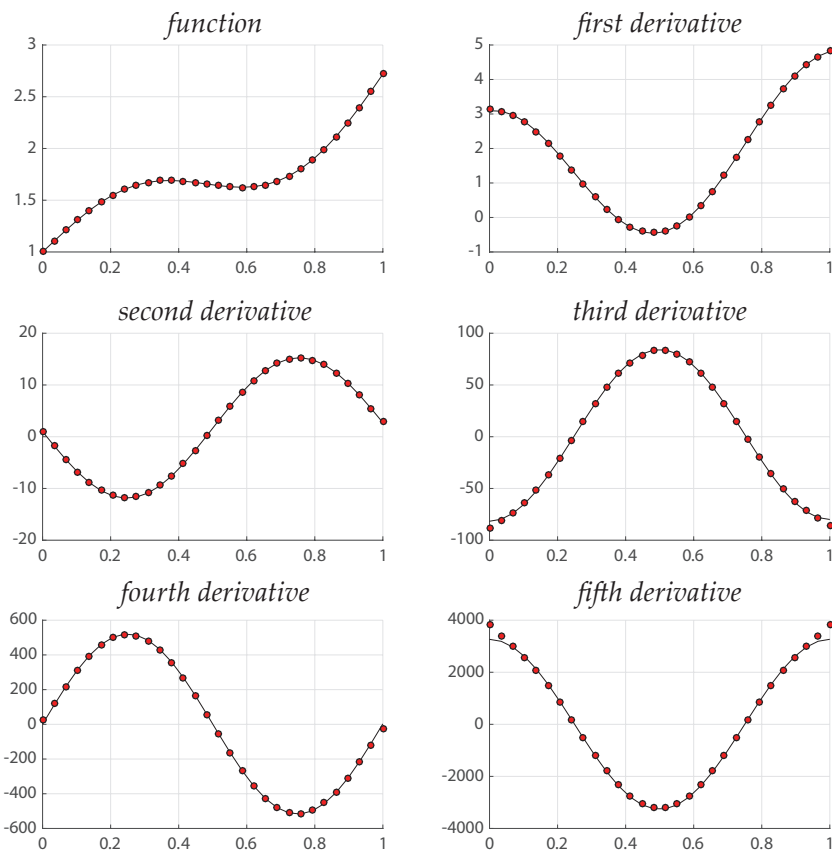 function
3
2.5
2
1.5
1
0 0.2 0.4 0.6 0.8 1
first derivative
5
4
3
2
1
0
-1
0 0.2 0.4 0.6 0.8 1
second derivative
20
10
0
-10
-20
0 0.2 0.4 0.6 0.8 1
third derivative
100
50
0
-50
-100
0 0.2 0.4 0.6 0.8 1
fourth derivative
600
400
200
0
-200
-400
-600
0 0.2 0.4 0.6 0.8 1
fifth derivative
4000
2000
0
-2000
-4000
0 0.2 0.4 0.6 0.8 1